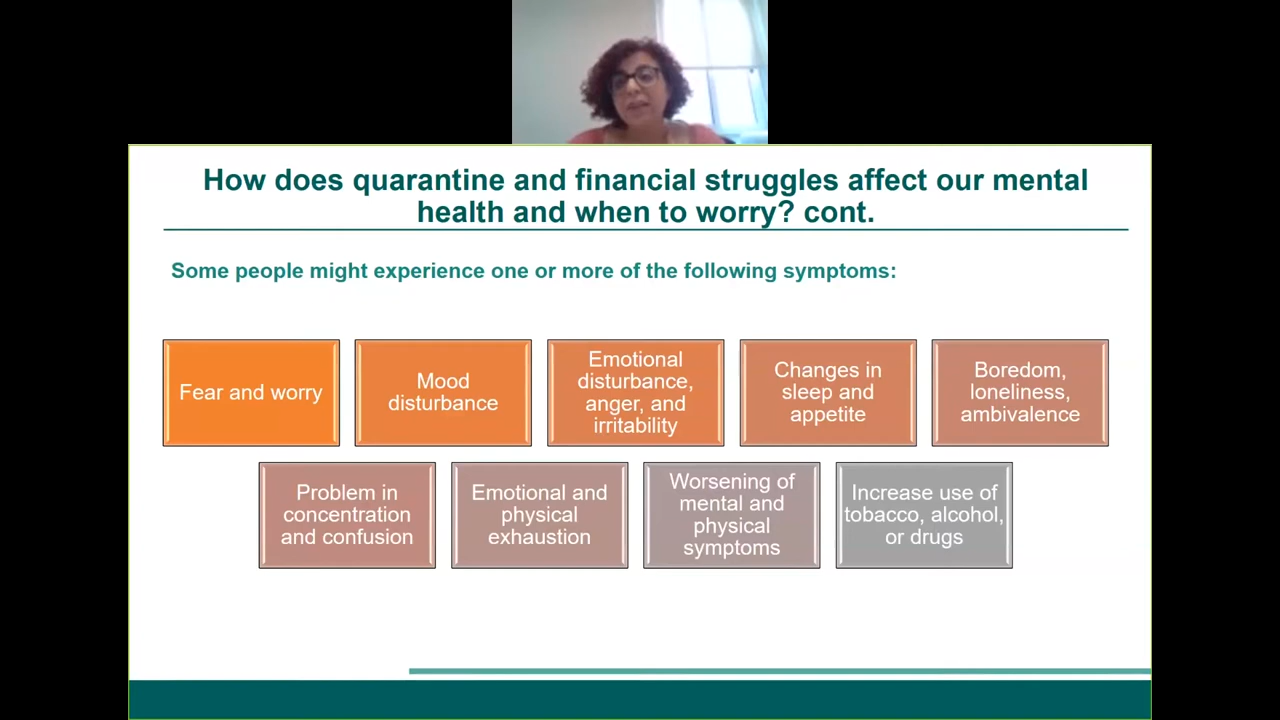 How does quarantine and financial struggles affect our mental
health and when to worry? cont.
Some people might experience one or more of the following symptoms:
Fear and worry
Mood
disturbance
Emotional
disturbance,
anger, and
irritability
Changes in
sleep and
appetite
Boredom,
loneliness,
ambivalence
Problem in
concentration
and confusion
Emotional and
physical
exhaustion
Worsening of
mental and
physical
symptoms
Increase use of
tobacco, alcohol,
or drugs